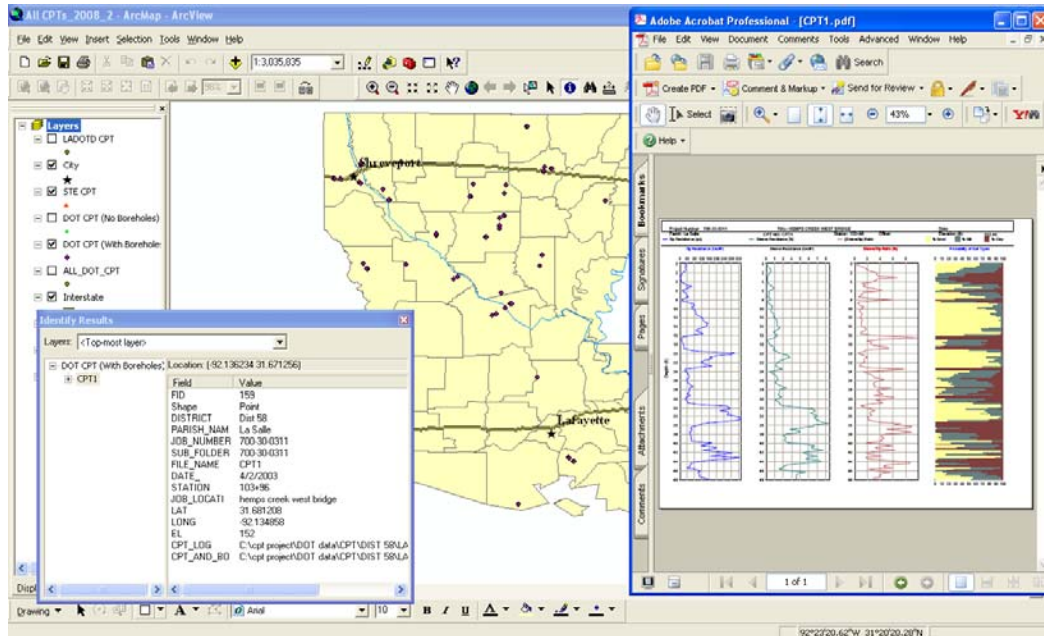 All CPTs_2008_2 - ArcMap - ArcView
File Edit View Insert Selection Tools Window Help
1:3,035,835
Layers
LADOTD CPT
City
STE CPT
DOT CPT (No Boreholes)
DOT CPT (With Borehole
ALL_DOT_CPT
Interstate
Shreveport
Lafayette
Identify Results
Layers: <Top-most layer>
DOT CPT (With Boreholes)
CPT1
Location: (-92.136234 31.671256)
Field Value
FID 159
Shape Point
DISTRICT Dist 58
PARISH_NAM La Salle
JOB_NUMBER 700-30-0311
SUB_FOLDER 700-30-0311
FILE_NAME CPT1
DATE_ 4/2/2003
STATION 103+96
JOB_LOCATI hemps creek west bridge
LAT 31.681208
LONG -92.134858
EL 152
CPT_LOG C:\cpt project\DOT data\CPT\DIST 58\LA
CPT_AND_BO C:\cpt project\DOT data\CPT\DIST 58\LA
Displ
Drawing
Arial
10
B I U A
92°23'20.62"W 31°20'20.28"N
Adobe Acrobat Professional - [CPT1.pdf]
File Edit View Document Comments Tools Advanced Window Help
Search
Create PDF
Comment & Markup
Send for Review
Select
43%
Y!
Help
Bookmarks
Signatures
Pages
Attachments
Comments
HEMPS CREEK WEST BRIDGE
1 of 1